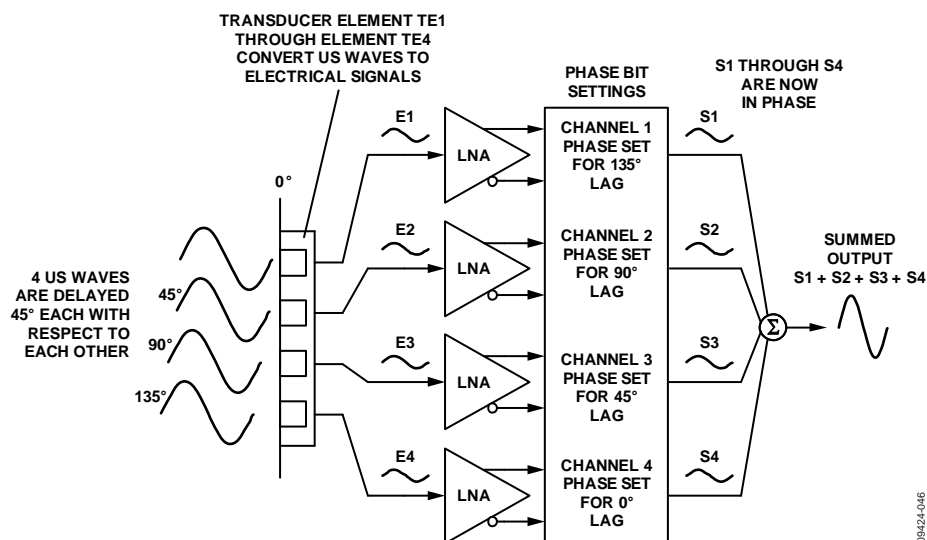 TRANSDUCER ELEMENT TE1
THROUGH ELEMENT TE4
CONVERT US WAVES TO
ELECTRICAL SIGNALS
PHASE BIT
SETTINGS
S1 THROUGH S4
ARE NOW
IN PHASE
0°
4 US WAVES
ARE DELAYED
45° EACH WITH
RESPECT TO
EACH OTHER
45°
90°
135°
E1
LNA
CHANNEL 1
PHASE SET
FOR 135°
LAG
S1
E2
LNA
CHANNEL 2
PHASE SET
FOR 90°
LAG
S2
E3
LNA
CHANNEL 3
PHASE SET
FOR 45°
LAG
S3
E4
LNA
CHANNEL 4
PHASE SET
FOR 0°
LAG
S4
Σ
SUMMED
OUTPUT
S1 + S2 + S3 + S4
09424-046